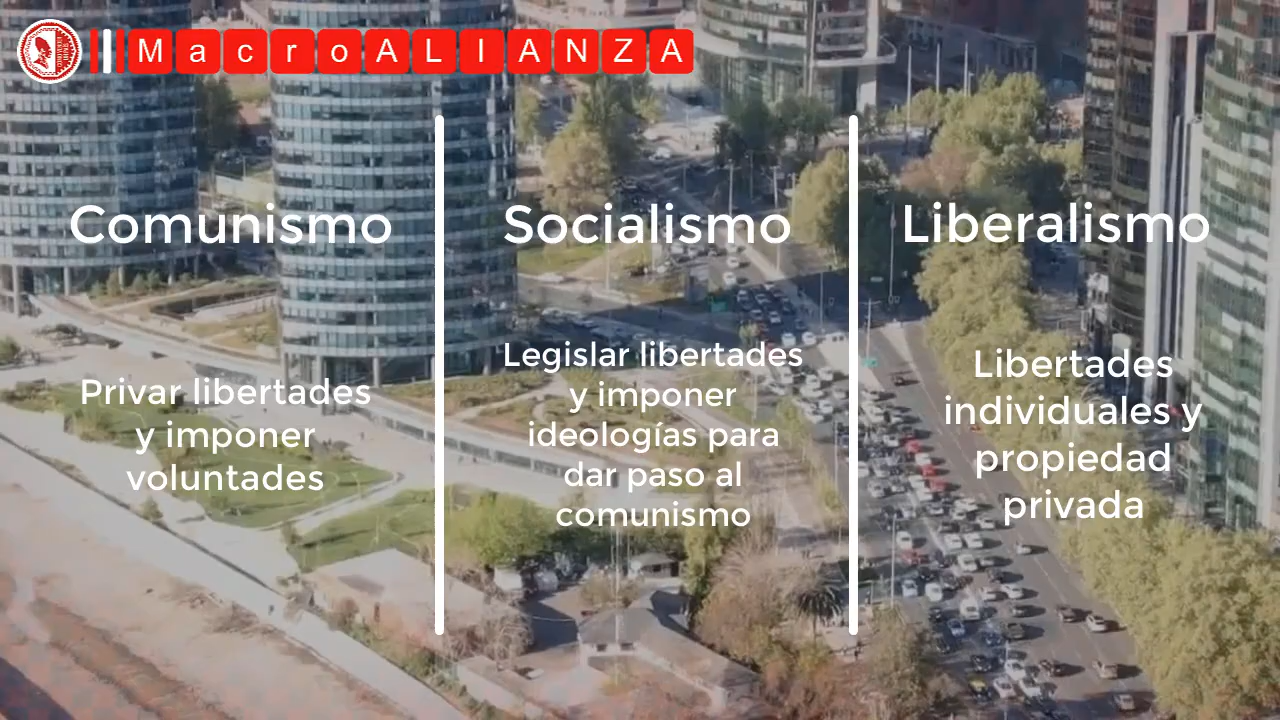 MacroALIANZA
Comunismo
Privar libertades
y imponer
voluntades
Socialismo
Legislar libertades
y imponer
ideologías para
dar paso al
comunismo
Liberalismo
Libertades
individuales y
propiedad
privada